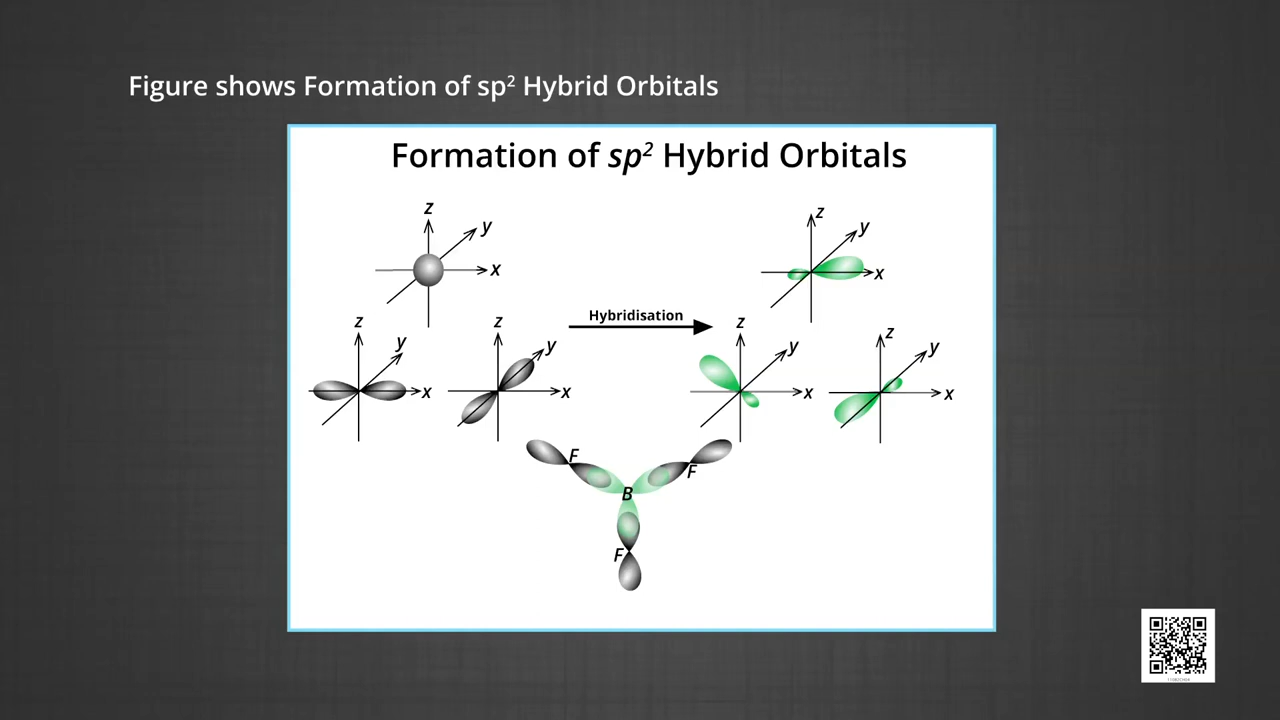 Figure shows Formation of sp² Hybrid Orbitals
Formation of sp² Hybrid Orbitals
z
y
x
z
y
x
z
y
x
z
y
x
Hybridisation
z
y
x
z
y
x
F
F
B
F